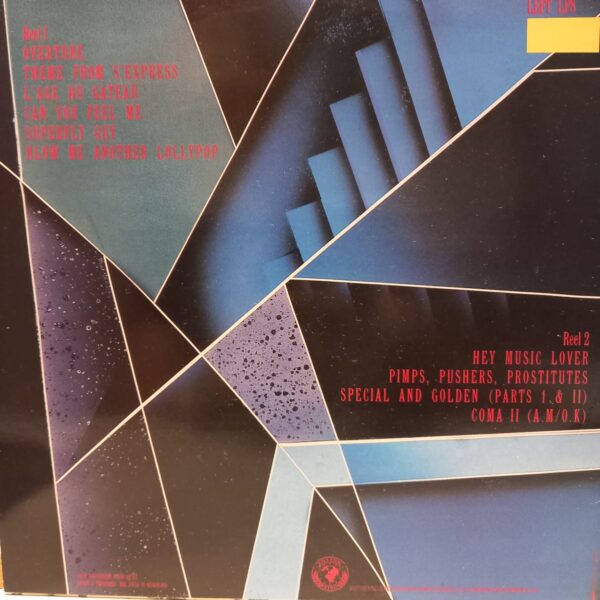 Reel 1
OVERTURE
THEME FROM S'EXPRESS
L'AGE DU GATEAU
CAN YOU FEEL ME
SUPERFLY GUY
BLOW ME ANOTHER LOLLYPOP
LEFT LP8
Reel 2
HEY MUSIC LOVER
PIMPS, PUSHERS, PROSTITUTES
SPECIAL AND GOLDEN (PARTS I & II)
COMA II (A.M/O.K)